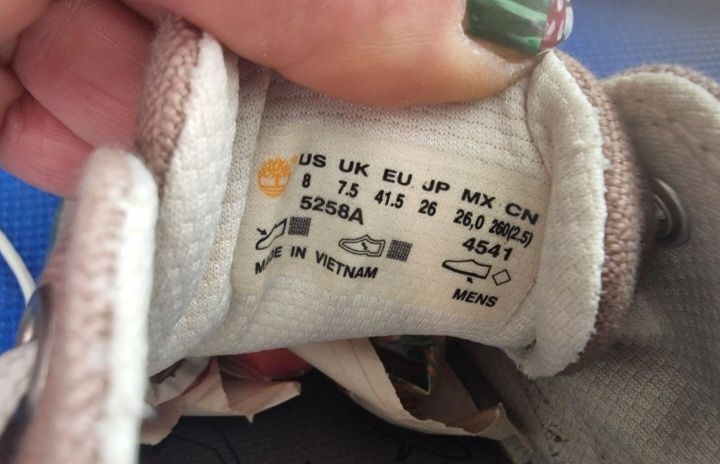 US UK EU JP MX CN
8 7.5 41.5 26 26,0 260(2.5)
5258A 4541
MADE IN VIETNAM MENS